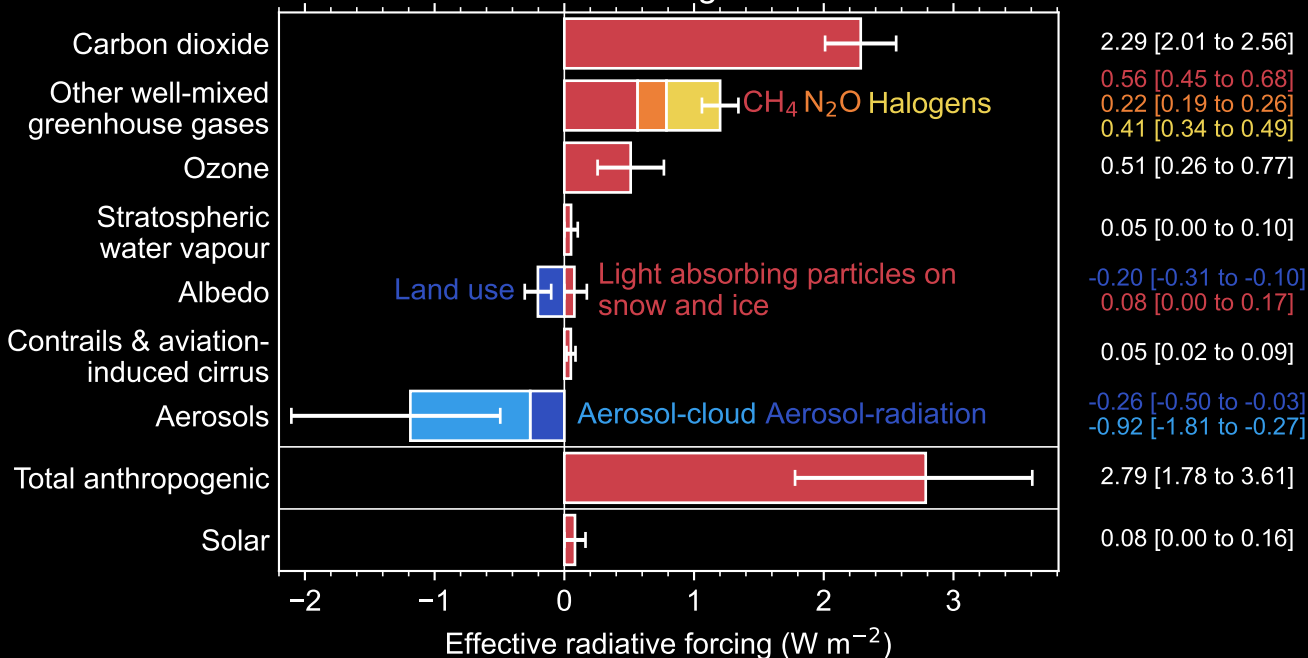 Carbon dioxide
2.29 [2.01 to 2.56]
Other well-mixed
greenhouse gases
CH₄ N₂O Halogens
0.56 [0.45 to 0.68]
0.22 [0.19 to 0.26]
0.41 [0.34 to 0.49]
Ozone
0.51 [0.26 to 0.77]
Stratospheric
water vapour
0.05 [0.00 to 0.10]
Albedo
Land use
Light absorbing particles on
snow and ice
-0.20 [-0.31 to -0.10]
0.08 [0.00 to 0.17]
Contrails & aviation-
induced cirrus
0.05 [0.02 to 0.09]
Aerosols
Aerosol-cloud Aerosol-radiation
-0.26 [-0.50 to -0.03]
-0.92 [-1.81 to -0.27]
Total anthropogenic
2.79 [1.78 to 3.61]
Solar
0.08 [0.00 to 0.16]
−2 −1 0 1 2 3
Effective radiative forcing (W m⁻²)